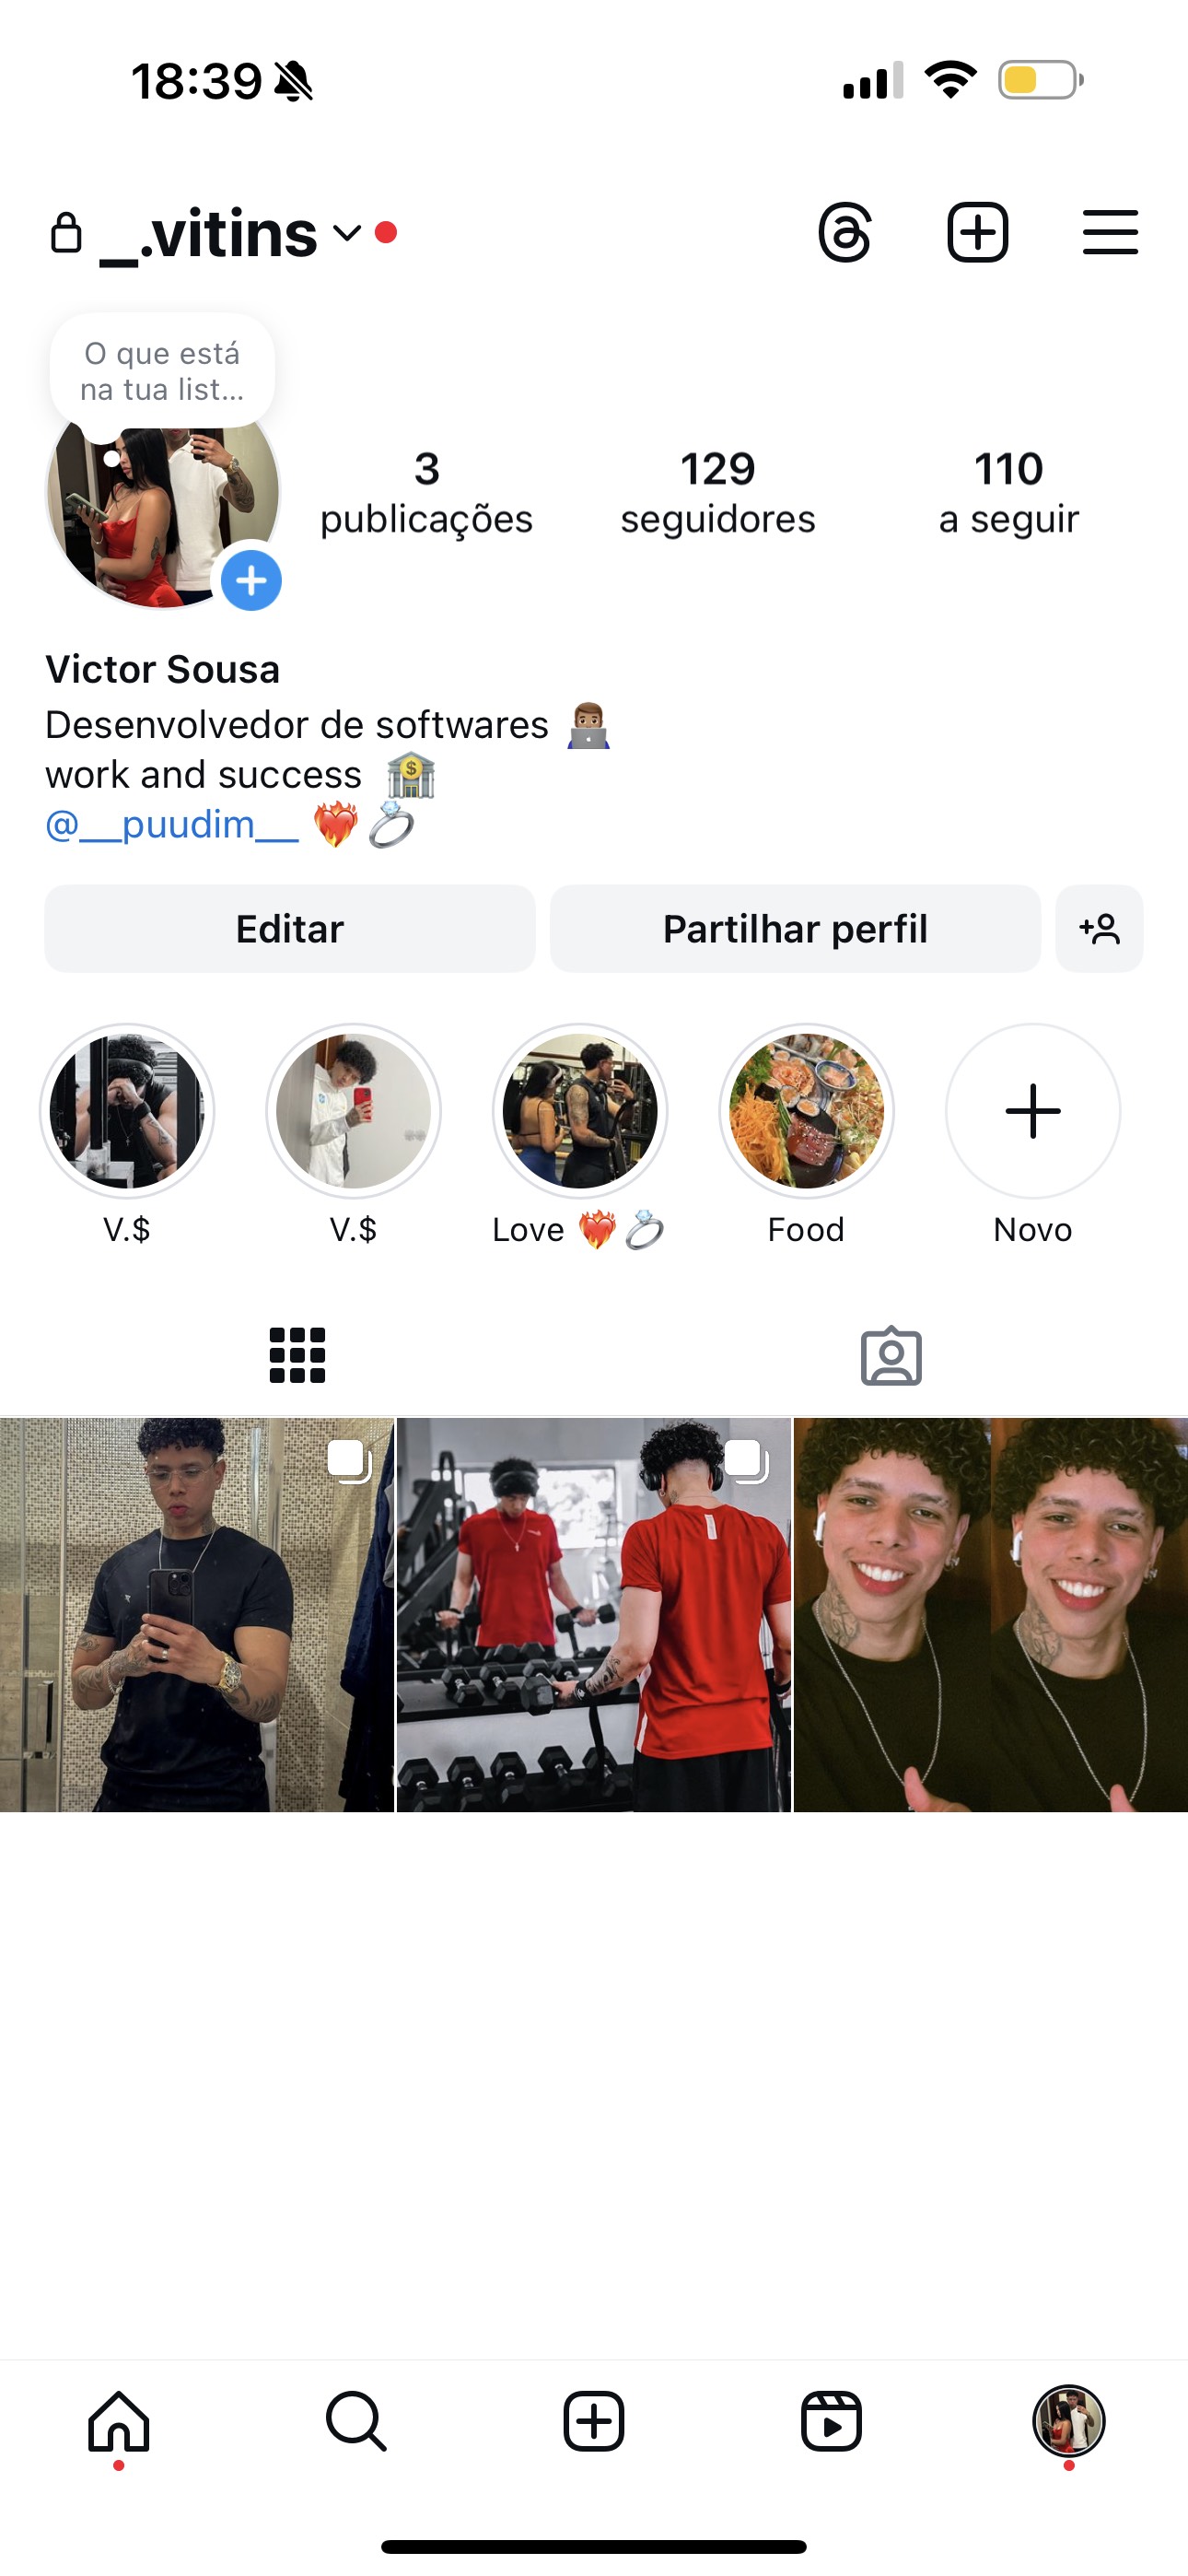 18:39
_.vitins
O que está
na tua list...
3
publicações
129
seguidores
110
a seguir
Victor Sousa
Desenvolvedor de softwares 👨🏽‍💻
work and success 🏦
@__puudim__ ❤️‍🔥💍
Editar
Partilhar perfil
V.$
V.$
Love ❤️‍🔥💍
Food
Novo